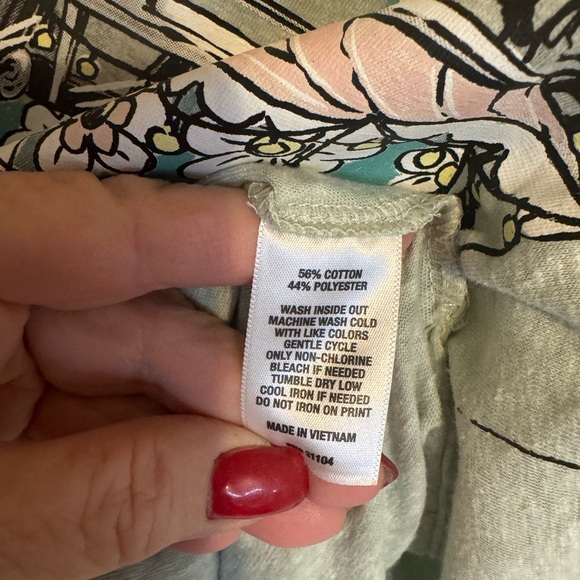 56% COTTON
44% POLYESTER
WASH INSIDE OUT
MACHINE WASH COLD
WITH LIKE COLORS
GENTLE CYCLE
ONLY NON-CHLORINE
BLEACH IF NEEDED
TUMBLE DRY LOW
COOL IRON IF NEEDED
DO NOT IRON ON PRINT
MADE IN VIETNAM